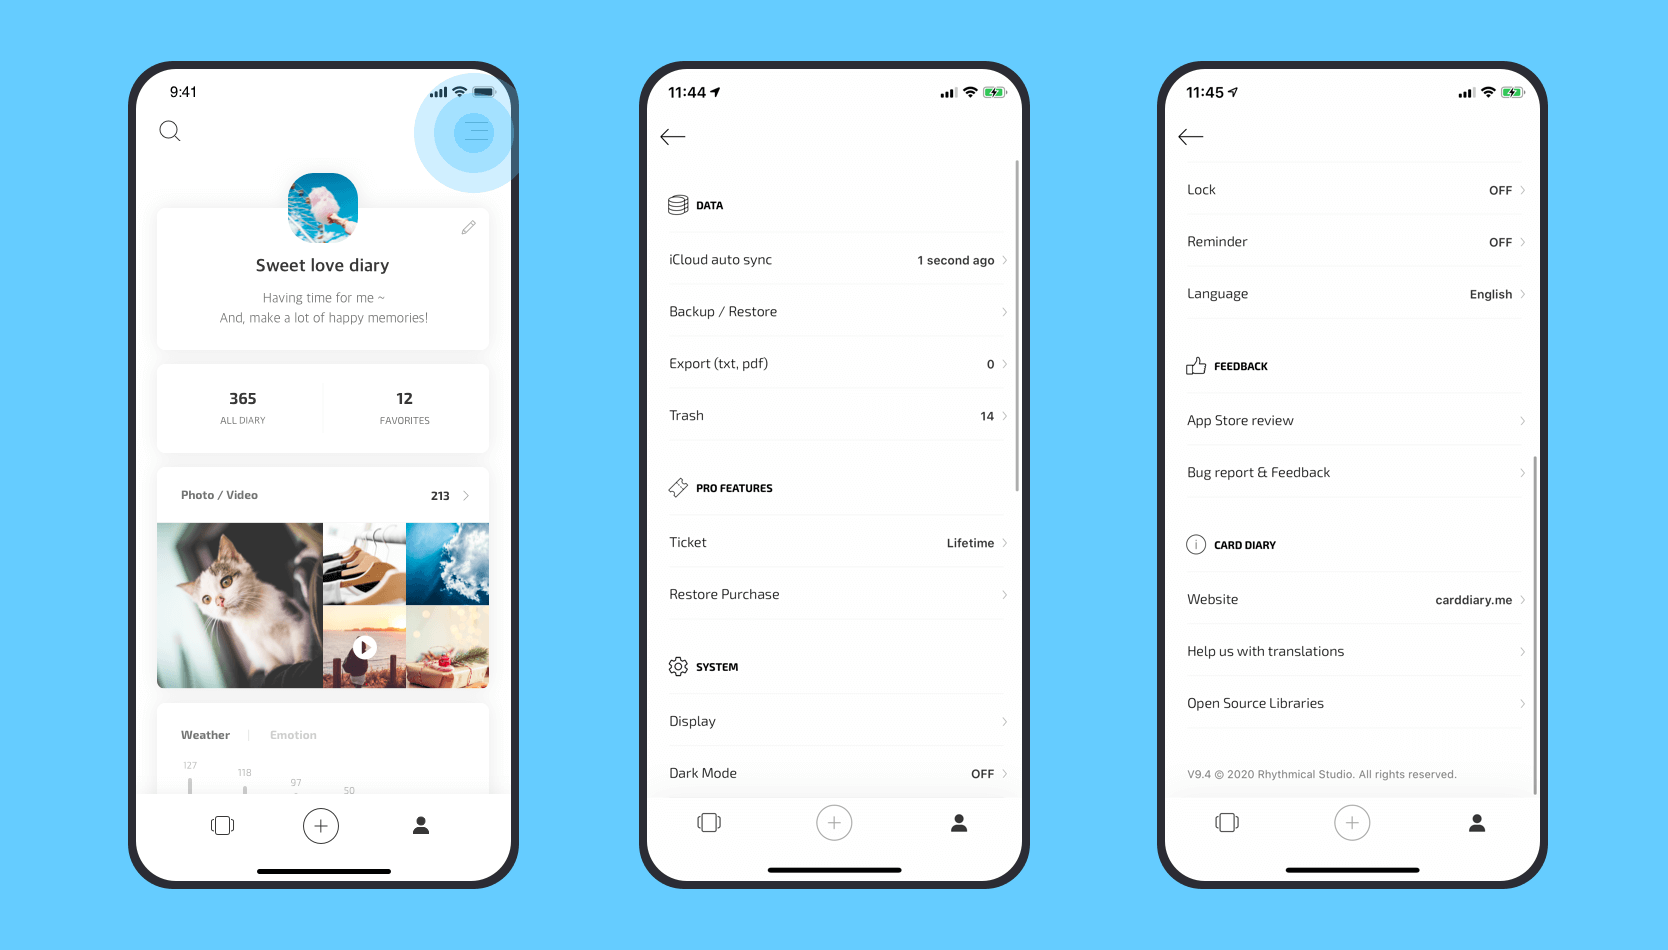 9:41
Sweet love diary
Having time for me ~
And, make a lot of happy memories!
365
ALL DIARY
12
FAVORITES
Photo / Video 213
Weather Emotion
127
118
97
50
11:44
DATA
iCloud auto sync 1 second ago
Backup / Restore
Export (txt, pdf) 0
Trash 14
PRO FEATURES
Ticket Lifetime
Restore Purchase
SYSTEM
Display
Dark Mode OFF
11:45
Lock OFF
Reminder OFF
Language English
FEEDBACK
App Store review
Bug report & Feedback
CARD DIARY
Website carddiary.me
Help us with translations
Open Source Libraries
V9.4 © 2020 Rhythmical Studio. All rights reserved.